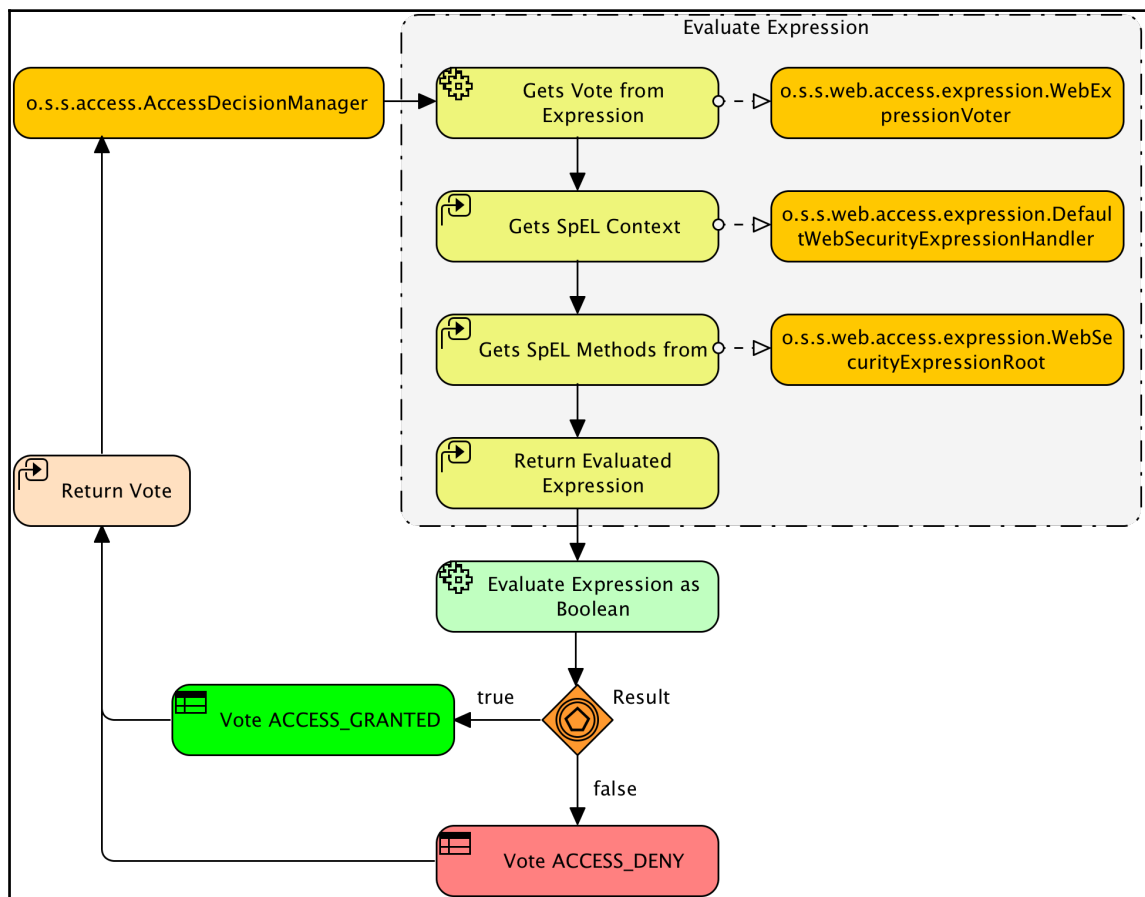 Evaluate Expression
o.s.s.access.AccessDecisionManager
Gets Vote from
Expression
o.s.s.web.access.expression.WebEx
pressionVoter
Gets SpEL Context
o.s.s.web.access.expression.Defaul
tWebSecurityExpressionHandler
Gets SpEL Methods from
o.s.s.web.access.expression.WebSe
curityExpressionRoot
Return Evaluated
Expression
Return Vote
Evaluate Expression as
Boolean
true
Result
Vote ACCESS_GRANTED
false
Vote ACCESS_DENY